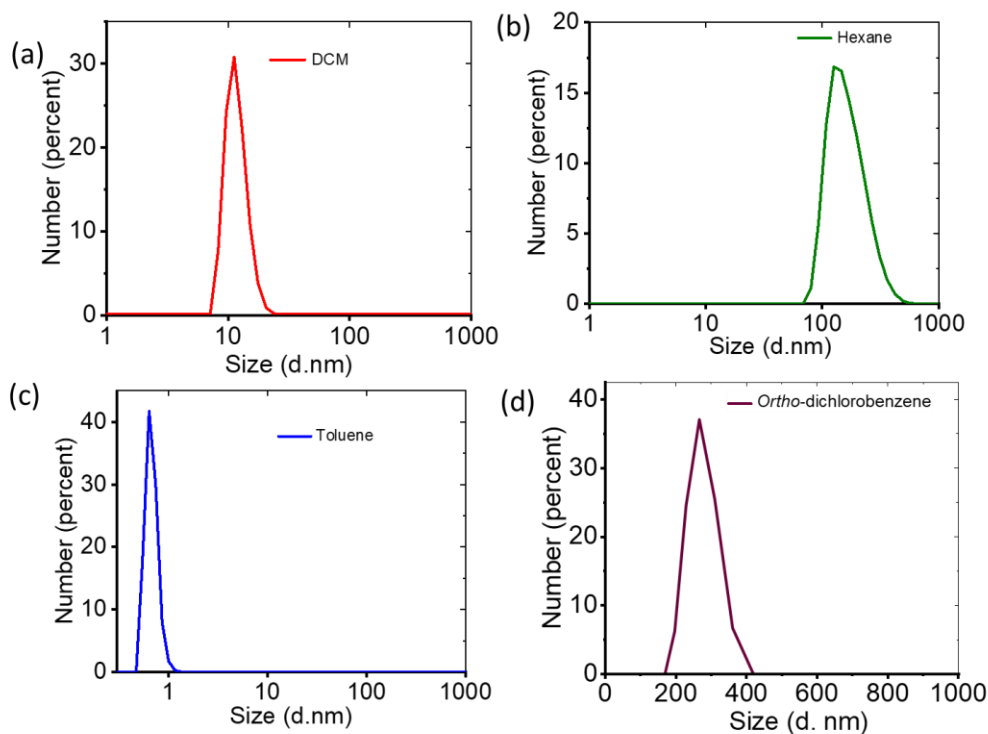 (a)
DCM
Number (percent)
30
20
10
0
1
10
100
1000
Size (d.nm)
(b)
Hexane
Number (percent)
20
15
10
5
0
1
10
100
1000
Size (d.nm)
(c)
Toluene
Number (percent)
40
30
20
10
0
1
10
100
1000
Size (d.nm)
(d)
Ortho-dichlorobenzene
Number (percent)
40
30
20
10
0
0
200
400
600
800
1000
Size (d. nm)